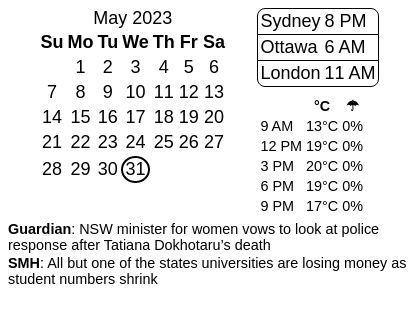 May 2023
Su Mo Tu We Th Fr Sa
1 2 3 4 5 6
7 8 9 10 11 12 13
14 15 16 17 18 19 20
21 22 23 24 25 26 27
28 29 30 31
Sydney 8 PM
Ottawa 6 AM
London 11 AM
°C ☂
9 AM 13°C 0%
12 PM 19°C 0%
3 PM 20°C 0%
6 PM 19°C 0%
9 PM 17°C 0%
Guardian: NSW minister for women vows to look at police
response after Tatiana Dokhotaru’s death
SMH: All but one of the states universities are losing money as
student numbers shrink